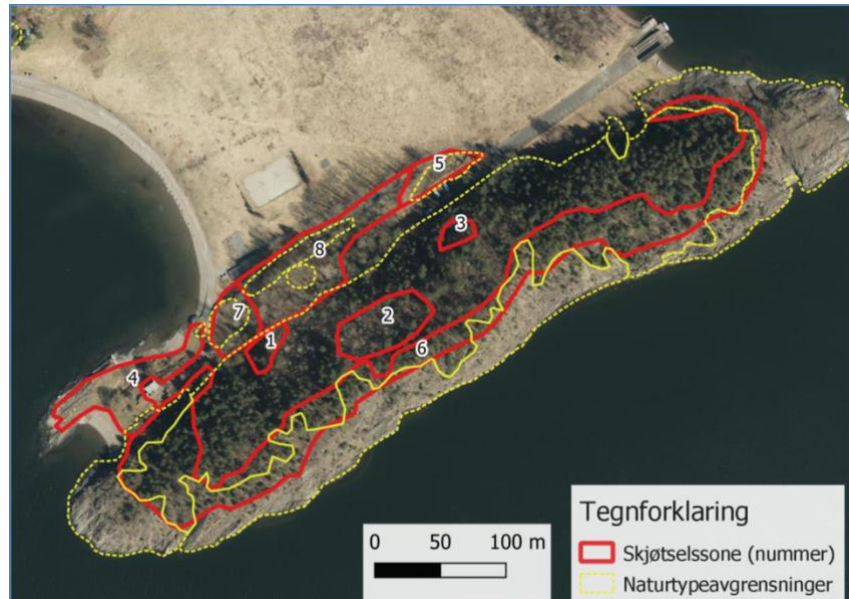 5
3
8
2
7
1
6
4
Tegnforklaring
0 50 100 m
Skjøtselssone (nummer)
Naturtypeavgrensninger